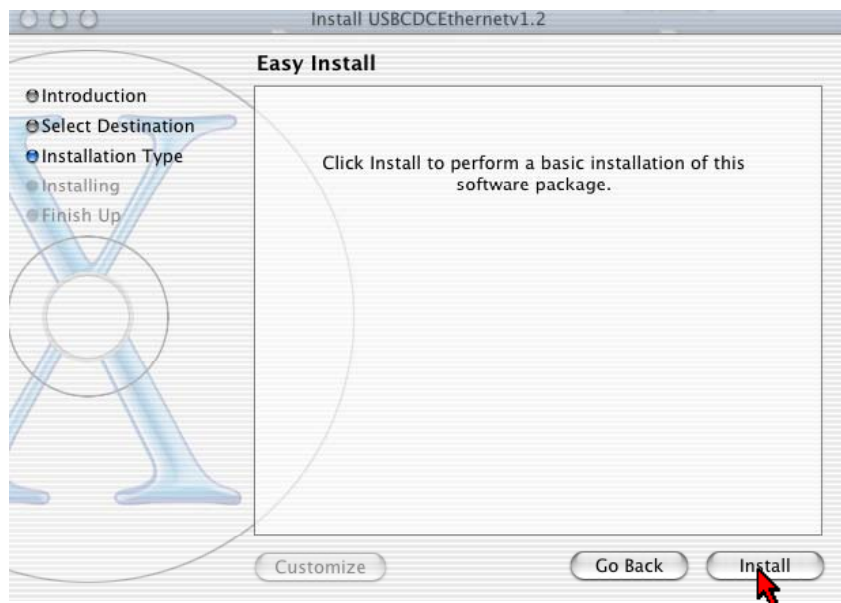 Install USBCDCEthernetv1.2
Easy Install
Introduction
Select Destination
Installation Type
Installing
Finish Up
Click Install to perform a basic installation of this
software package.
Customize
Go Back
Install